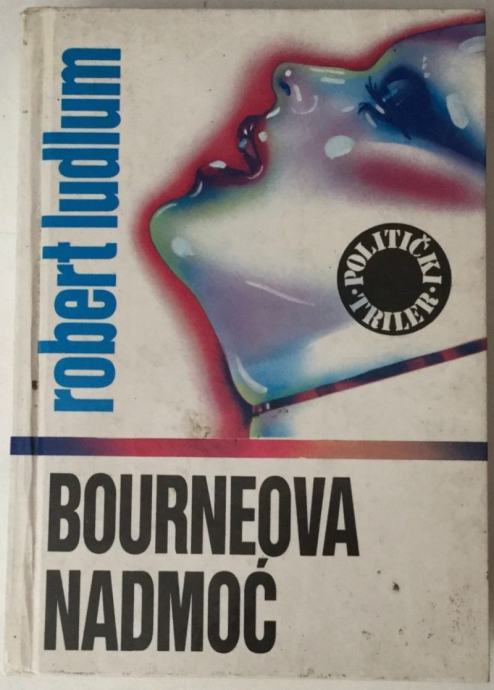 robert ludlum
POLITIČKI
TRILER
BOURNEOVA
NADMOĆ